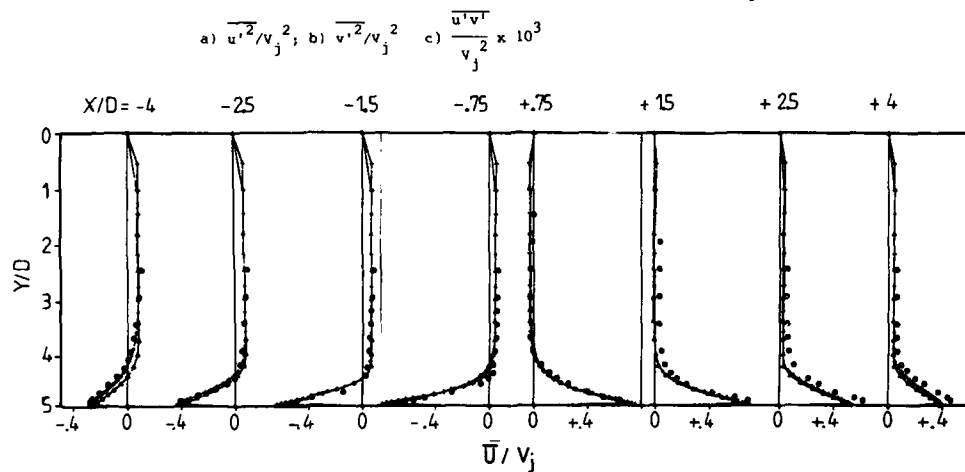 a) u'²/Vj²; b) v'²/Vj² c) u'v'/Vj² x 10³
X/D= -4 -2.5 -1.5 -.75 +.75 +1.5 +2.5 +4
0
1
2
3
4
5
Y/D
-.4 0 -.4 0 -.4 0 -.4 0 0 +.4 0 +.4 0 +.4 0 +.4
U̅/Vj